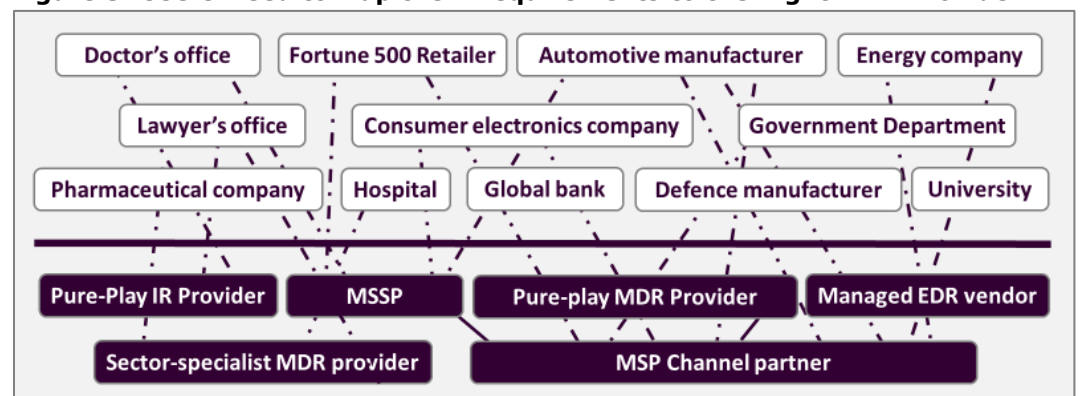 Doctor's office Fortune 500 Retailer Automotive manufacturer Energy company
Lawyer's office Consumer electronics company Government Department
Pharmaceutical company Hospital Global bank Defence manufacturer University
Pure-Play IR Provider MSSP Pure-play MDR Provider Managed EDR vendor
Sector-specialist MDR provider MSP Channel partner